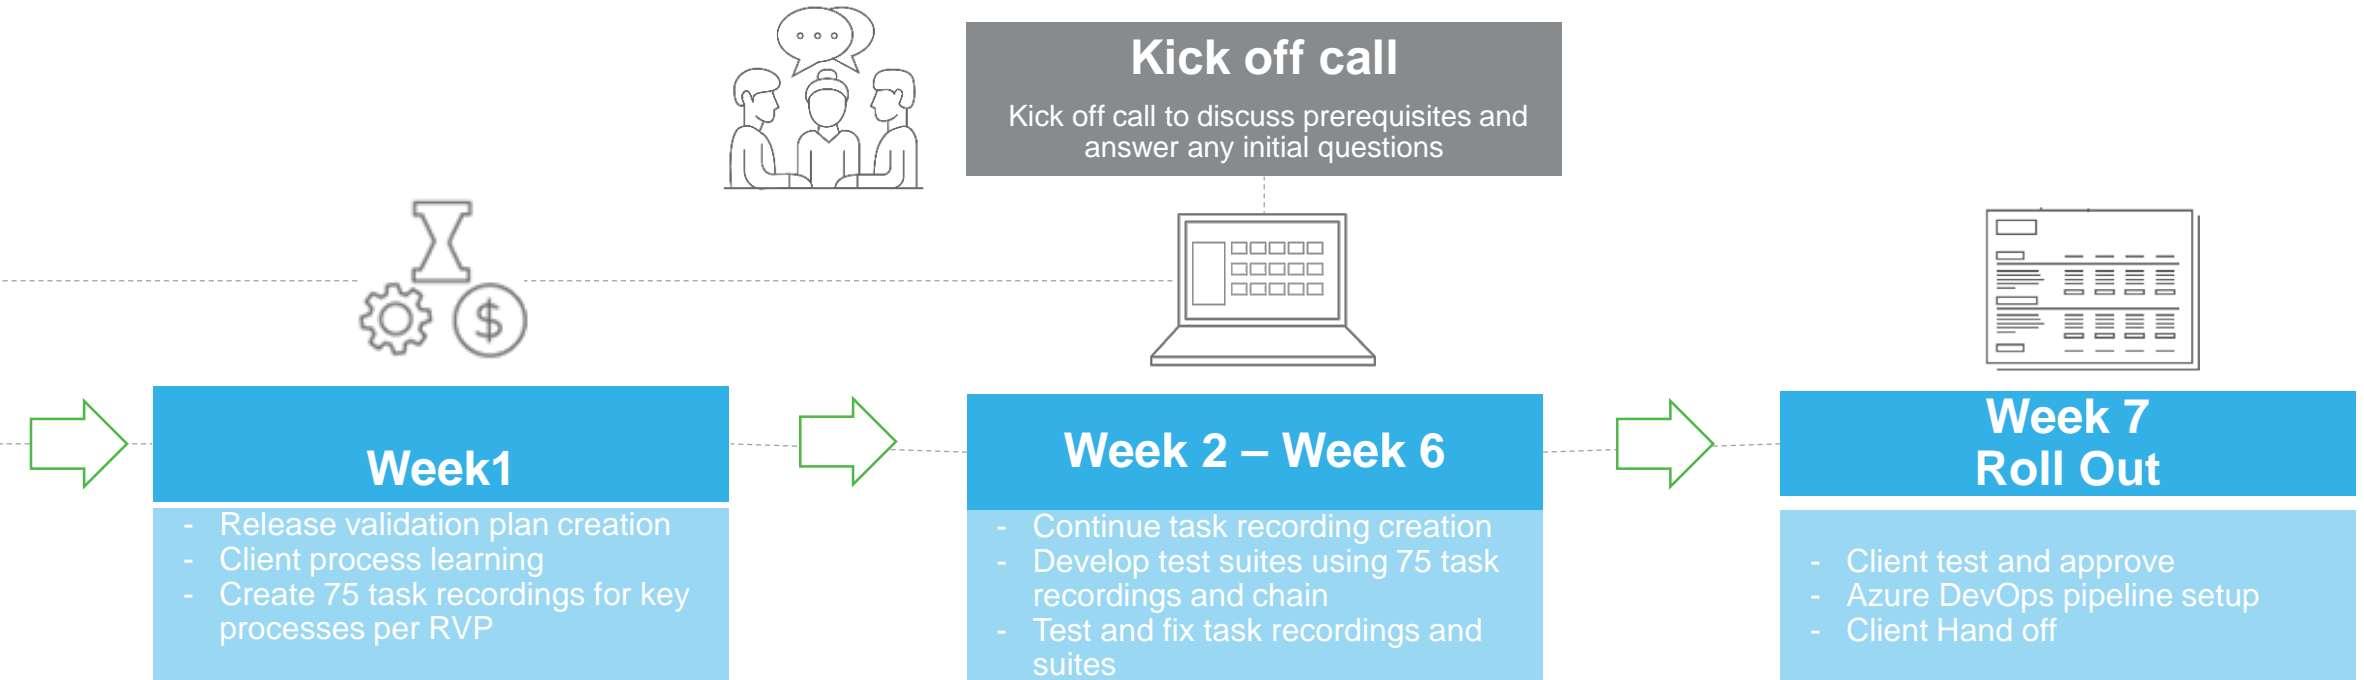 Kick off call
Kick off call to discuss prerequisites and
answer any initial questions
Week1
- Release validation plan creation
- Client process learning
- Create 75 task recordings for key
processes per RVP
Week 2 – Week 6
- Continue task recording creation
- Develop test suites using 75 task
recordings and chain
- Test and fix task recordings and
suites
Week 7
Roll Out
- Client test and approve
- Azure DevOps pipeline setup
- Client Hand off
$